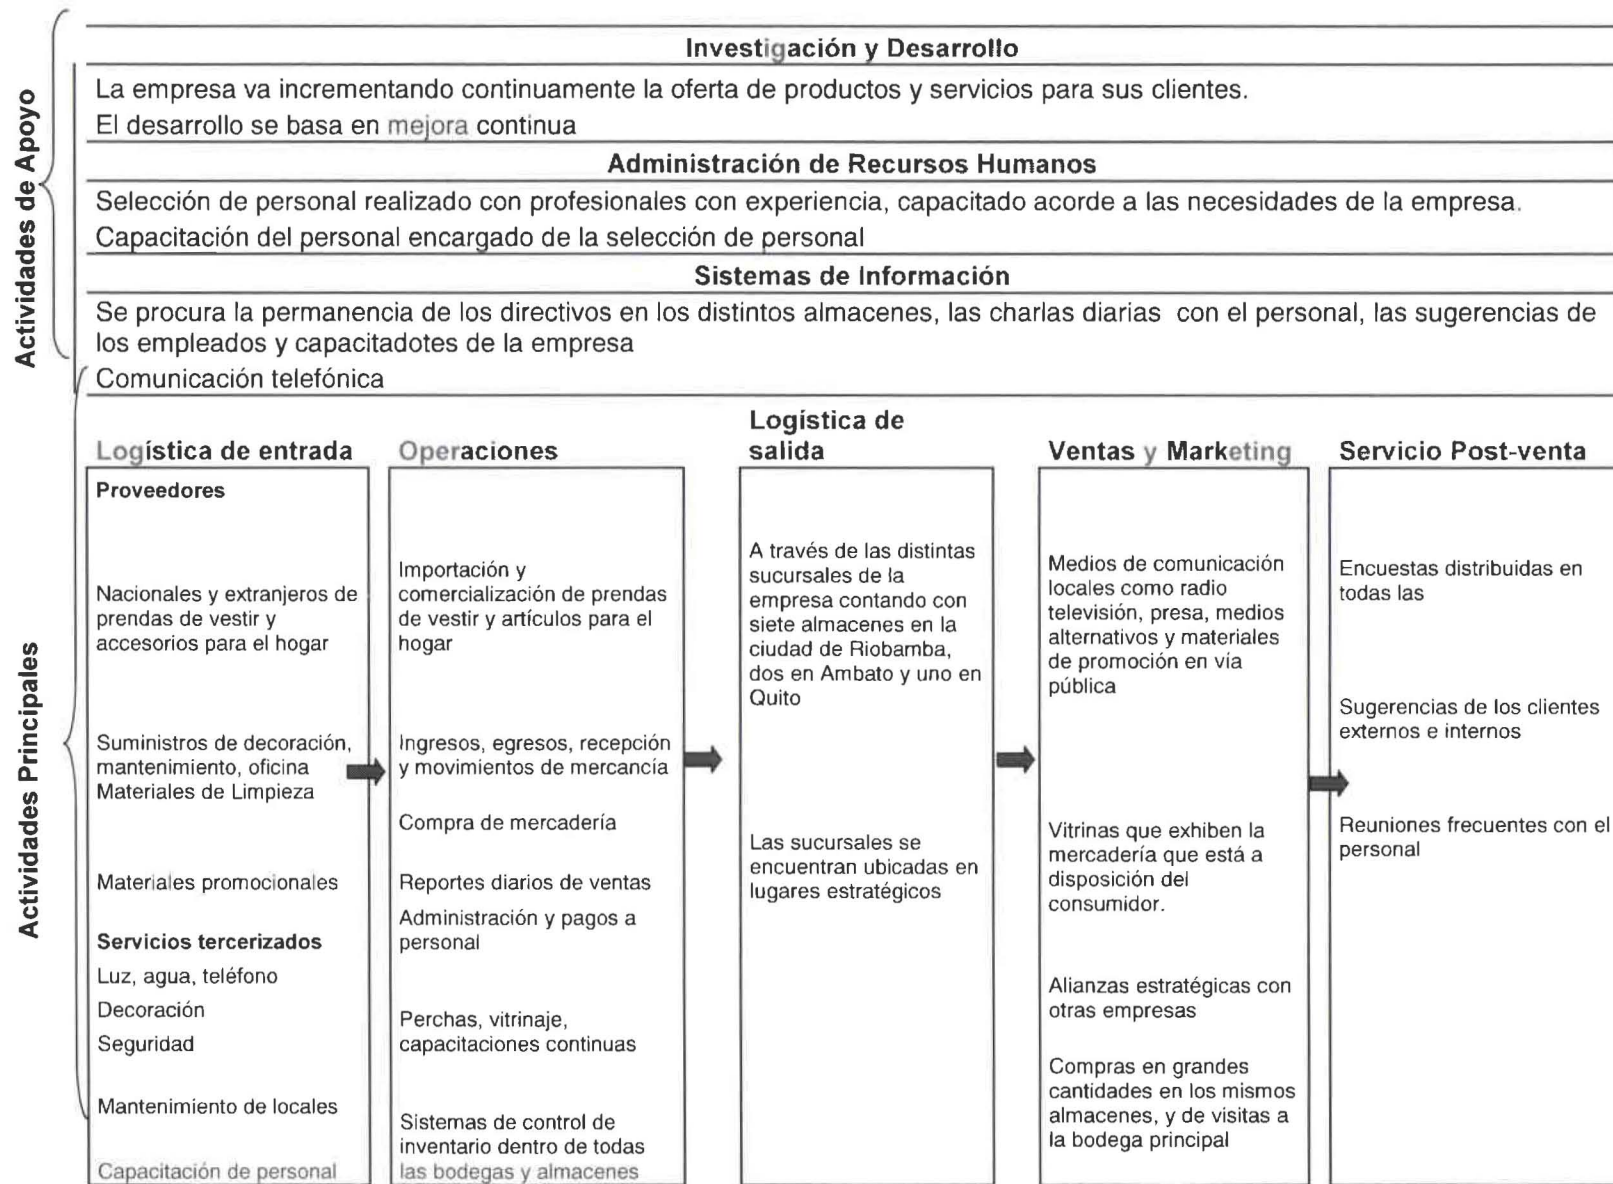 Investigación y Desarrollo
La empresa va incrementando continuamente la oferta de productos y servicios para sus clientes.
El desarrollo se basa en mejora continua
Administración de Recursos Humanos
Selección de personal realizado con profesionales con experiencia, capacitado acorde a las necesidades de la empresa.
Capacitación del personal encargado de la selección de personal
Sistemas de Información
Se procura la permanencia de los directivos en los distintos almacenes, las charlas diarias con el personal, las sugerencias de
los empleados y capacitadotes de la empresa
Comunicación telefónica
Actividades de Apoyo
Actividades Principales
Logística de entrada
Proveedores
Nacionales y extranjeros de
prendas de vestir y
accesorios para el hogar
Suministros de decoración,
mantenimiento, oficina
Materiales de Limpieza
Materiales promocionales
Servicios tercerizados
Luz, agua, teléfono
Decoración
Seguridad
Mantenimiento de locales
Capacitación de personal
Operaciones
Importación y
comercialización de prendas
de vestir y artículos para el
hogar
Ingresos, egresos, recepción
y movimientos de mercancía
Compra de mercadería
Reportes diarios de ventas
Administración y pagos a
personal
Perchas, vitrinaje,
capacitaciones continuas
Sistemas de control de
inventario dentro de todas
las bodegas y almacenes
Logística de
salida
A través de las distintas
sucursales de la
empresa contando con
siete almacenes en la
ciudad de Riobamba,
dos en Ambato y uno en
Quito
Las sucursales se
encuentran ubicadas en
lugares estratégicos
Ventas y Marketing
Medios de comunicación
locales como radio
televisión, presa, medios
alternativos y materiales
de promoción en vía
pública
Vitrinas que exhiben la
mercadería que está a
disposición del
consumidor.
Alianzas estratégicas con
otras empresas
Compras en grandes
cantidades en los mismos
almacenes, y de visitas a
la bodega principal
Servicio Post-venta
Encuestas distribuidas en
todas las
Sugerencias de los clientes
externos e internos
Reuniones frecuentes con el
personal